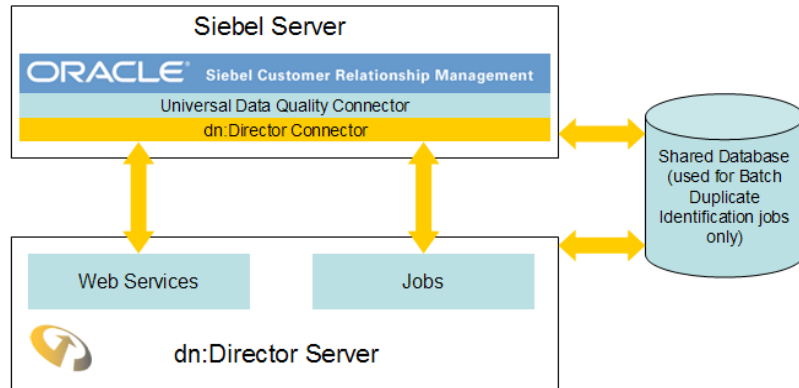 Siebel Server
ORACLE® Siebel Customer Relationship Management
Universal Data Quality Connector
dn:Director Connector
Shared Database
(used for Batch
Duplicate
Identification jobs
only)
Web Services
Jobs
dn:Director Server